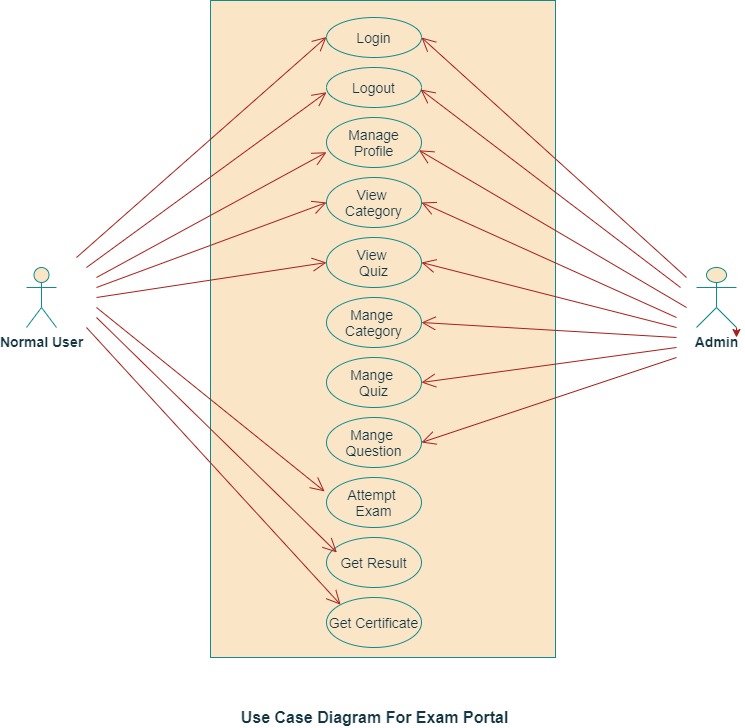 Login
Logout
Manage
Profile
View
Category
View
Quiz
Normal User
Mange
Category
Admin
Mange
Quiz
Mange
Question
Attempt
Exam
Get Result
Get Certificate
Use Case Diagram For Exam Portal